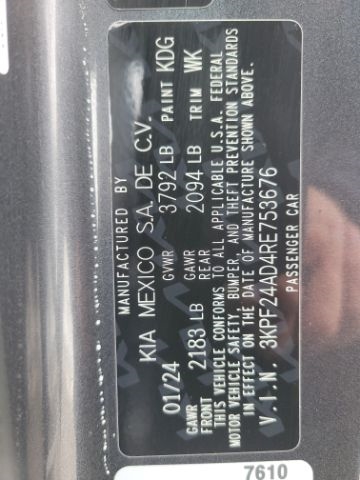 MANUFACTURED BY
KIA MEXICO S.A. DE C.V.
01/24 GVWR 3792 LB PAINT KDG
GAWR FRONT 2183 LB GAWR REAR 2094 LB TRIM WK
THIS VEHICLE CONFORMS TO ALL APPLICABLE U.S.A. FEDERAL
MOTOR VEHICLE SAFETY, BUMPER, AND THEFT PREVENTION STANDARDS
IN EFFECT ON THE DATE OF MANUFACTURE SHOWN ABOVE.
V.I.N. 3KPF24AD4RE753676
PASSENGER CAR
7610